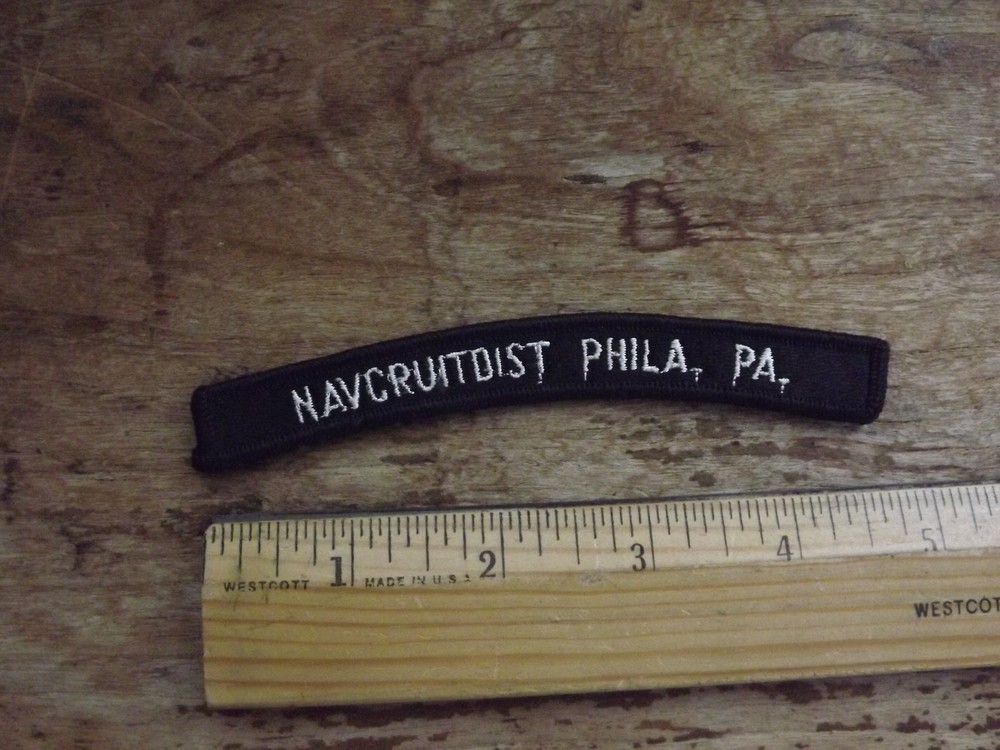 NAVCRUITDIST PHILA, PA,
1 2 3 4 5
WESTCOTT MADE IN U.S.A
WESTCOT